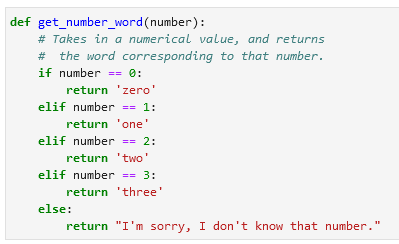 def get_number_word(number):
    # Takes in a numerical value, and returns
    #  the word corresponding to that number.
    if number == 0:
        return 'zero'
    elif number == 1:
        return 'one'
    elif number == 2:
        return 'two'
    elif number == 3:
        return 'three'
    else:
        return "I'm sorry, I don't know that number."